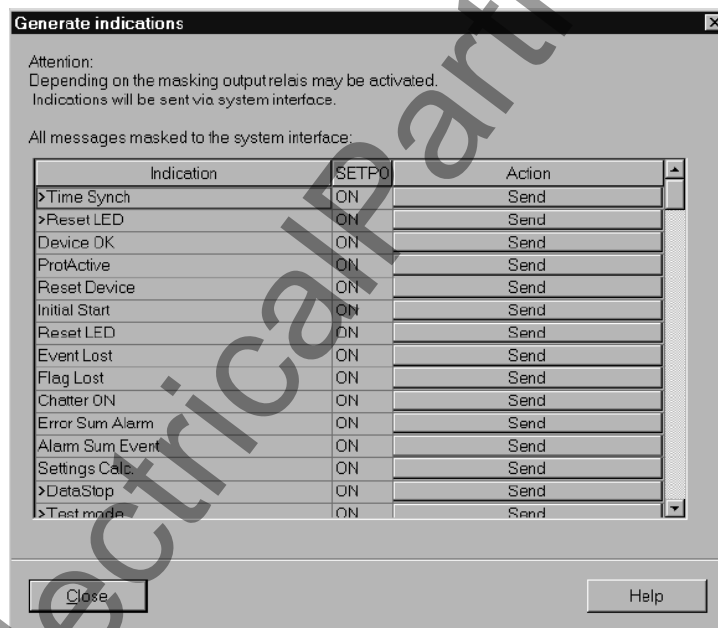 Generate indications
Attention:
Depending on the masking output relais may be activated.
Indications will be sent via system interface.
All messages masked to the system interface:
Indication SETPO Action
>Time Synch ON Send
>Reset LED ON Send
Device OK ON Send
ProtActive ON Send
Reset Device ON Send
Initial Start ON Send
Reset LED ON Send
Event Lost ON Send
Flag Lost ON Send
Chatter ON ON Send
Error Sum Alarm ON Send
Alarm Sum Event ON Send
Settings Calc. ON Send
>DataStop ON Send
>Test mode ON Send
Close Help